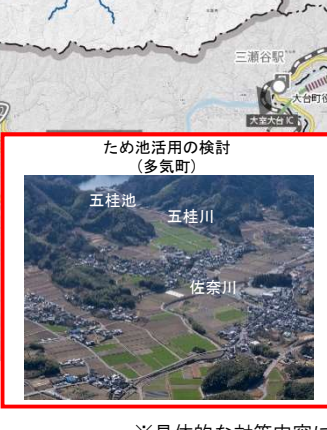 三瀬谷駅
大台町役
大宮大台IC
ため池活用の検討
(多気町)
五桂池
五桂川
佐奈川
※具体的な対策内容に